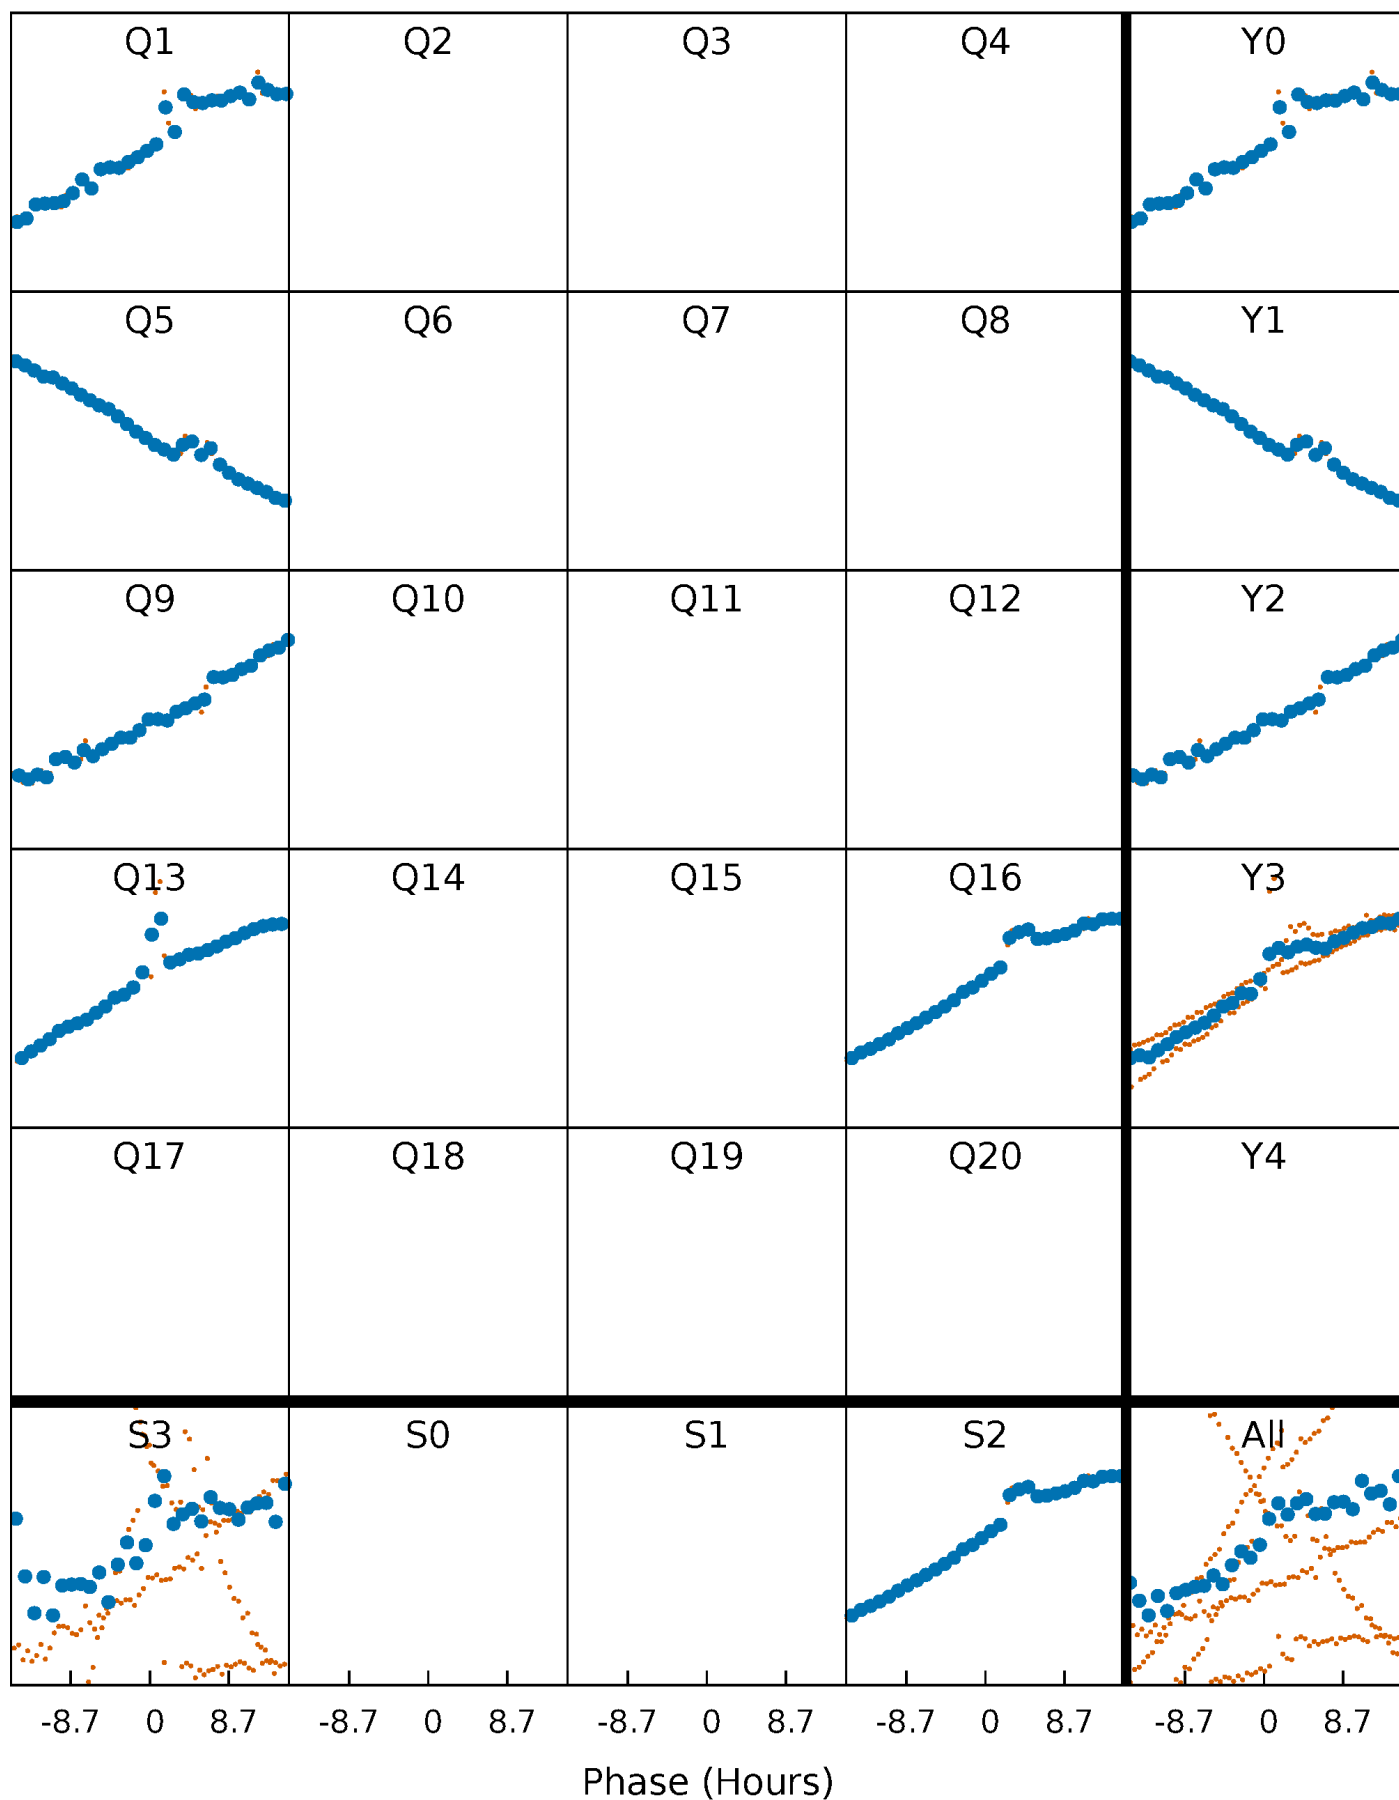 Q1 Q2 Q3 Q4 Y0
Q5 Q6 Q7 Q8 Y1
Q9 Q10 Q11 Q12 Y2
Q13 Q14 Q15 Q16 Y3
Q17 Q18 Q19 Q20 Y4
S3 S0 S1 S2 All
-8.7 0 8.7 -8.7 0 8.7 -8.7 0 8.7 -8.7 0 8.7 -8.7 0 8.7
Phase (Hours)